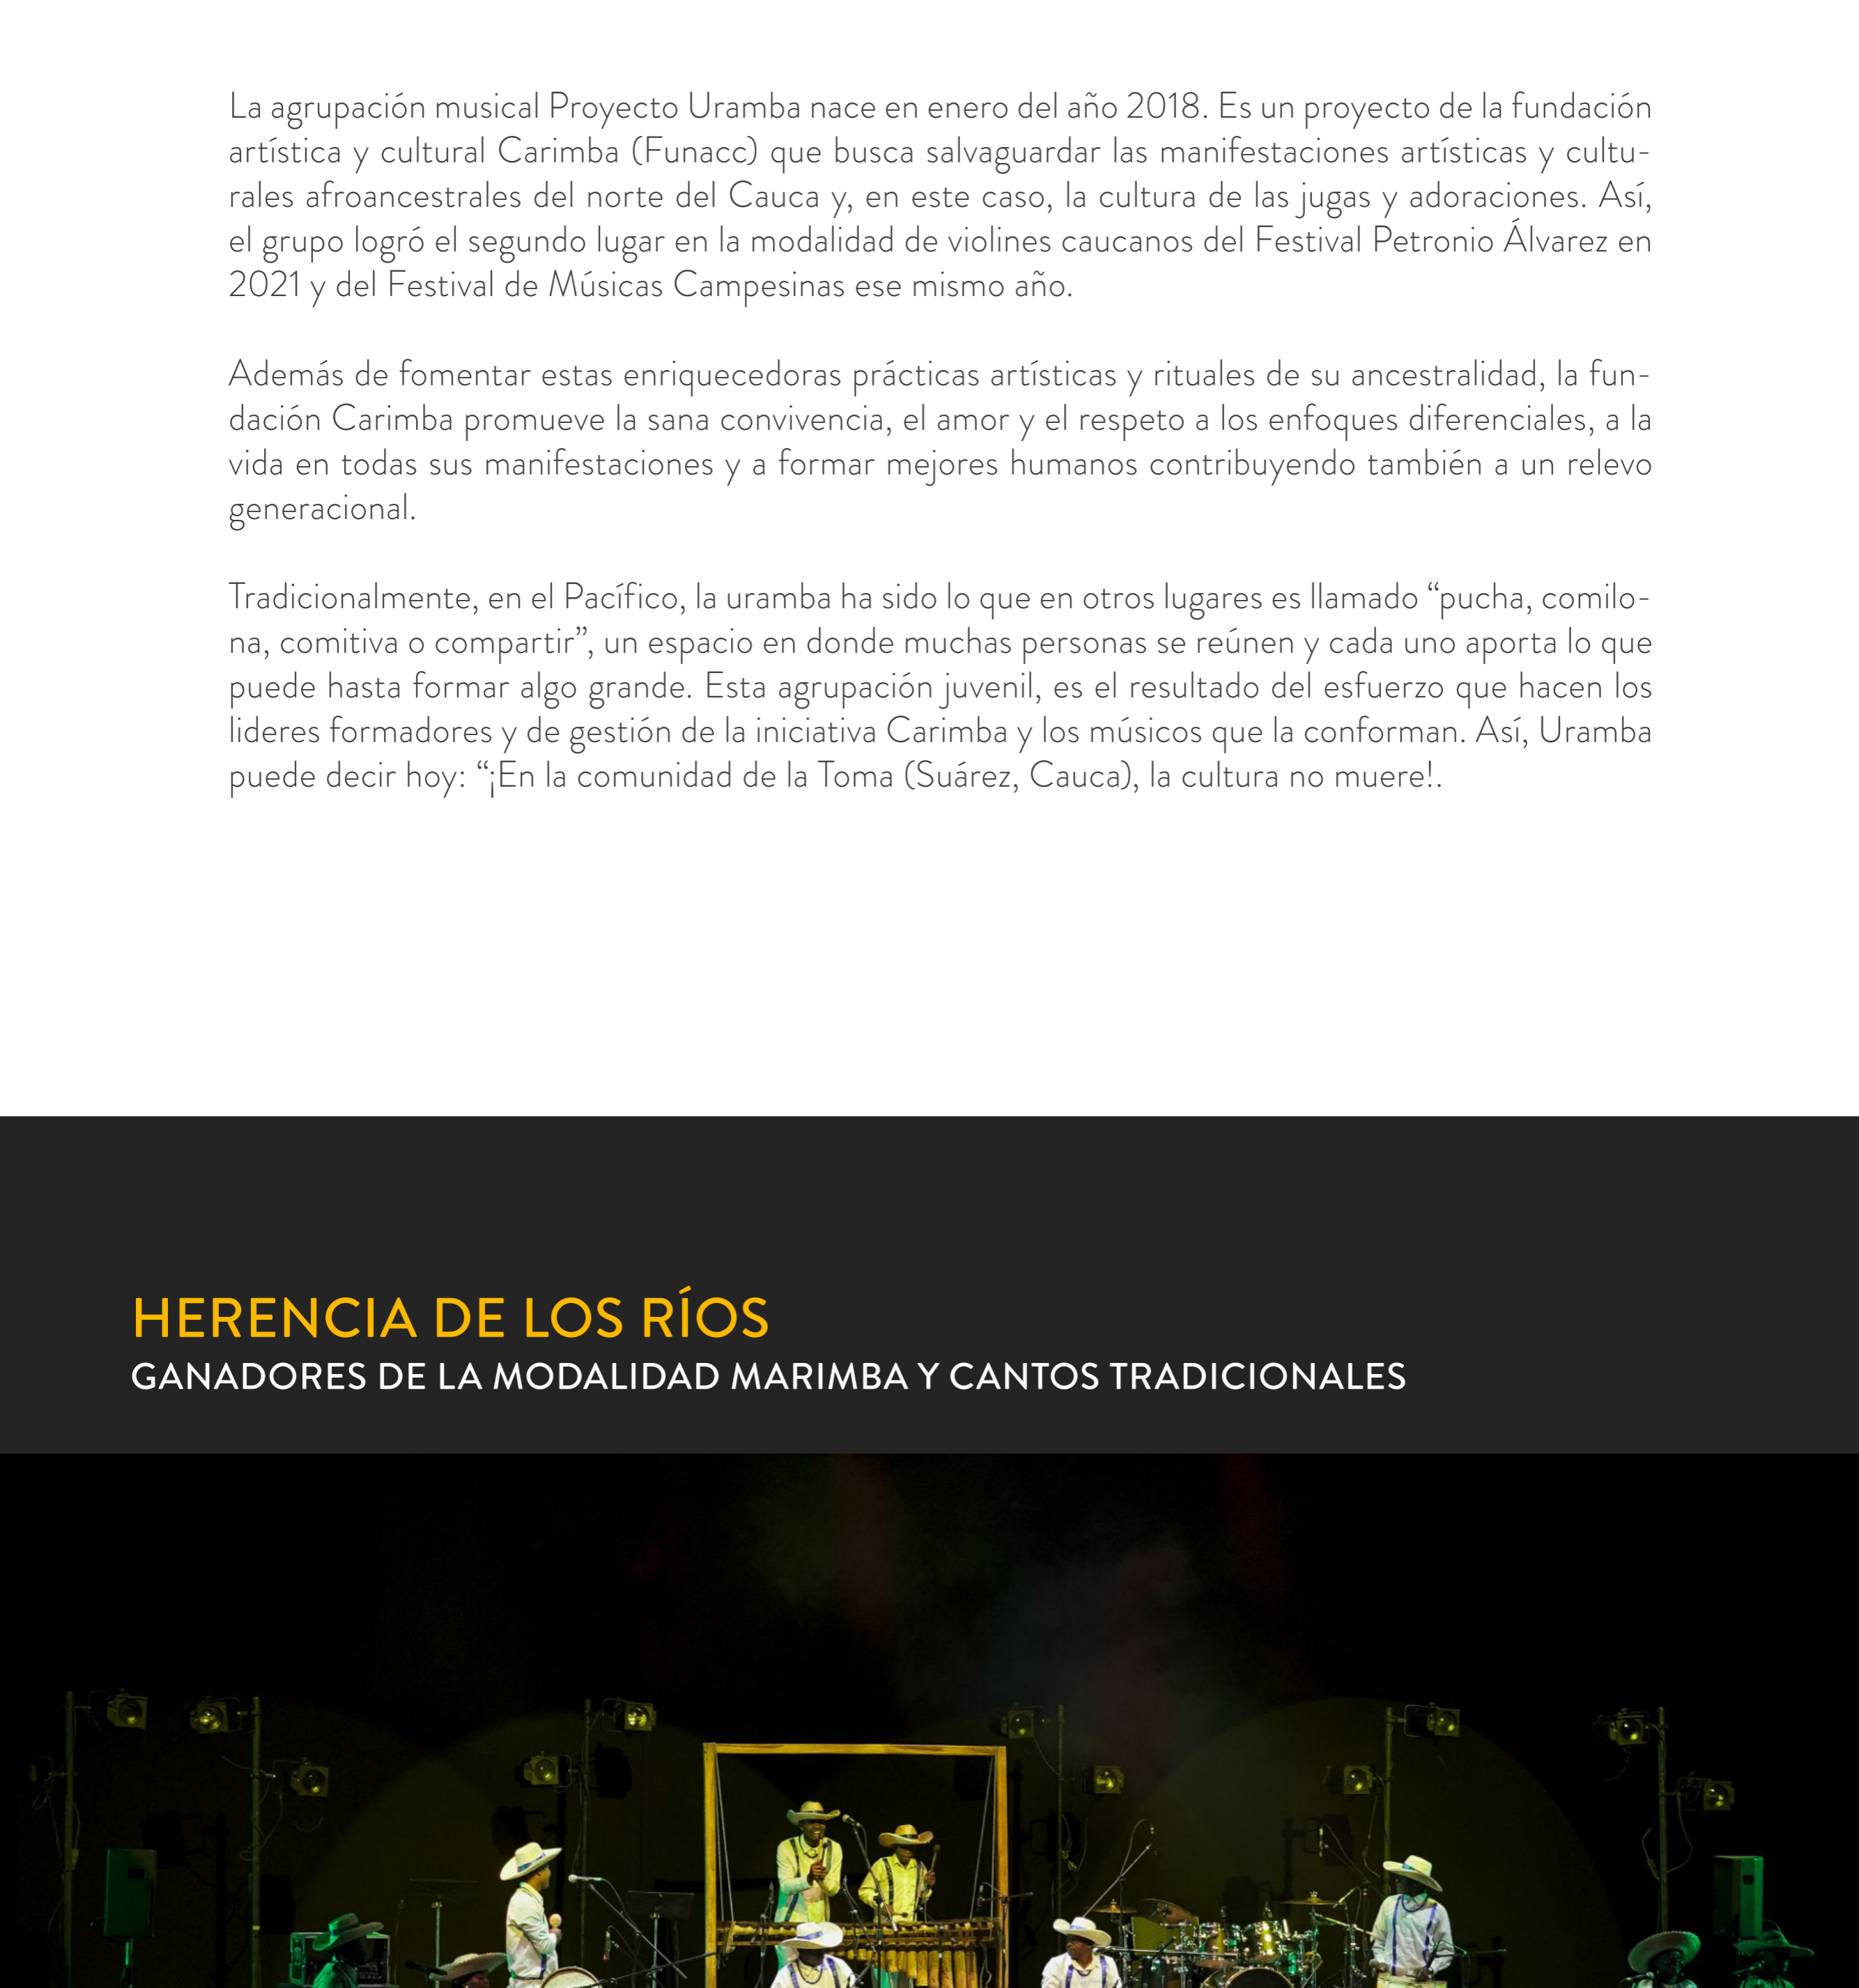 La agrupación musical Proyecto Uramba nace en enero del año 2018. Es un proyecto de la fundación
artística y cultural Carimba (Funacc) que busca salvaguardar las manifestaciones artísticas y cultu-
rales afroancestrales del norte del Cauca y, en este caso, la cultura de las jugas y adoraciones. Así,
el grupo logró el segundo lugar en la modalidad de violines caucanos del Festival Petronio Álvarez en
2021 y del Festival de Músicas Campesinas ese mismo año.
Además de fomentar estas enriquecedoras prácticas artísticas y rituales de su ancestralidad, la fun-
dación Carimba promueve la sana convivencia, el amor y el respeto a los enfoques diferenciales, a la
vida en todas sus manifestaciones y a formar mejores humanos contribuyendo también a un relevo
generacional.
Tradicionalmente, en el Pacífico, la uramba ha sido lo que en otros lugares es llamado “pucha, comilo-
na, comitiva o compartir”, un espacio en donde muchas personas se reúnen y cada uno aporta lo que
puede hasta formar algo grande. Esta agrupación juvenil, es el resultado del esfuerzo que hacen los
lideres formadores y de gestión de la iniciativa Carimba y los músicos que la conforman. Así, Uramba
puede decir hoy: “¡En la comunidad de la Toma (Suárez, Cauca), la cultura no muere!.
HERENCIA DE LOS RÍOS
GANADORES DE LA MODALIDAD MARIMBA Y CANTOS TRADICIONALES